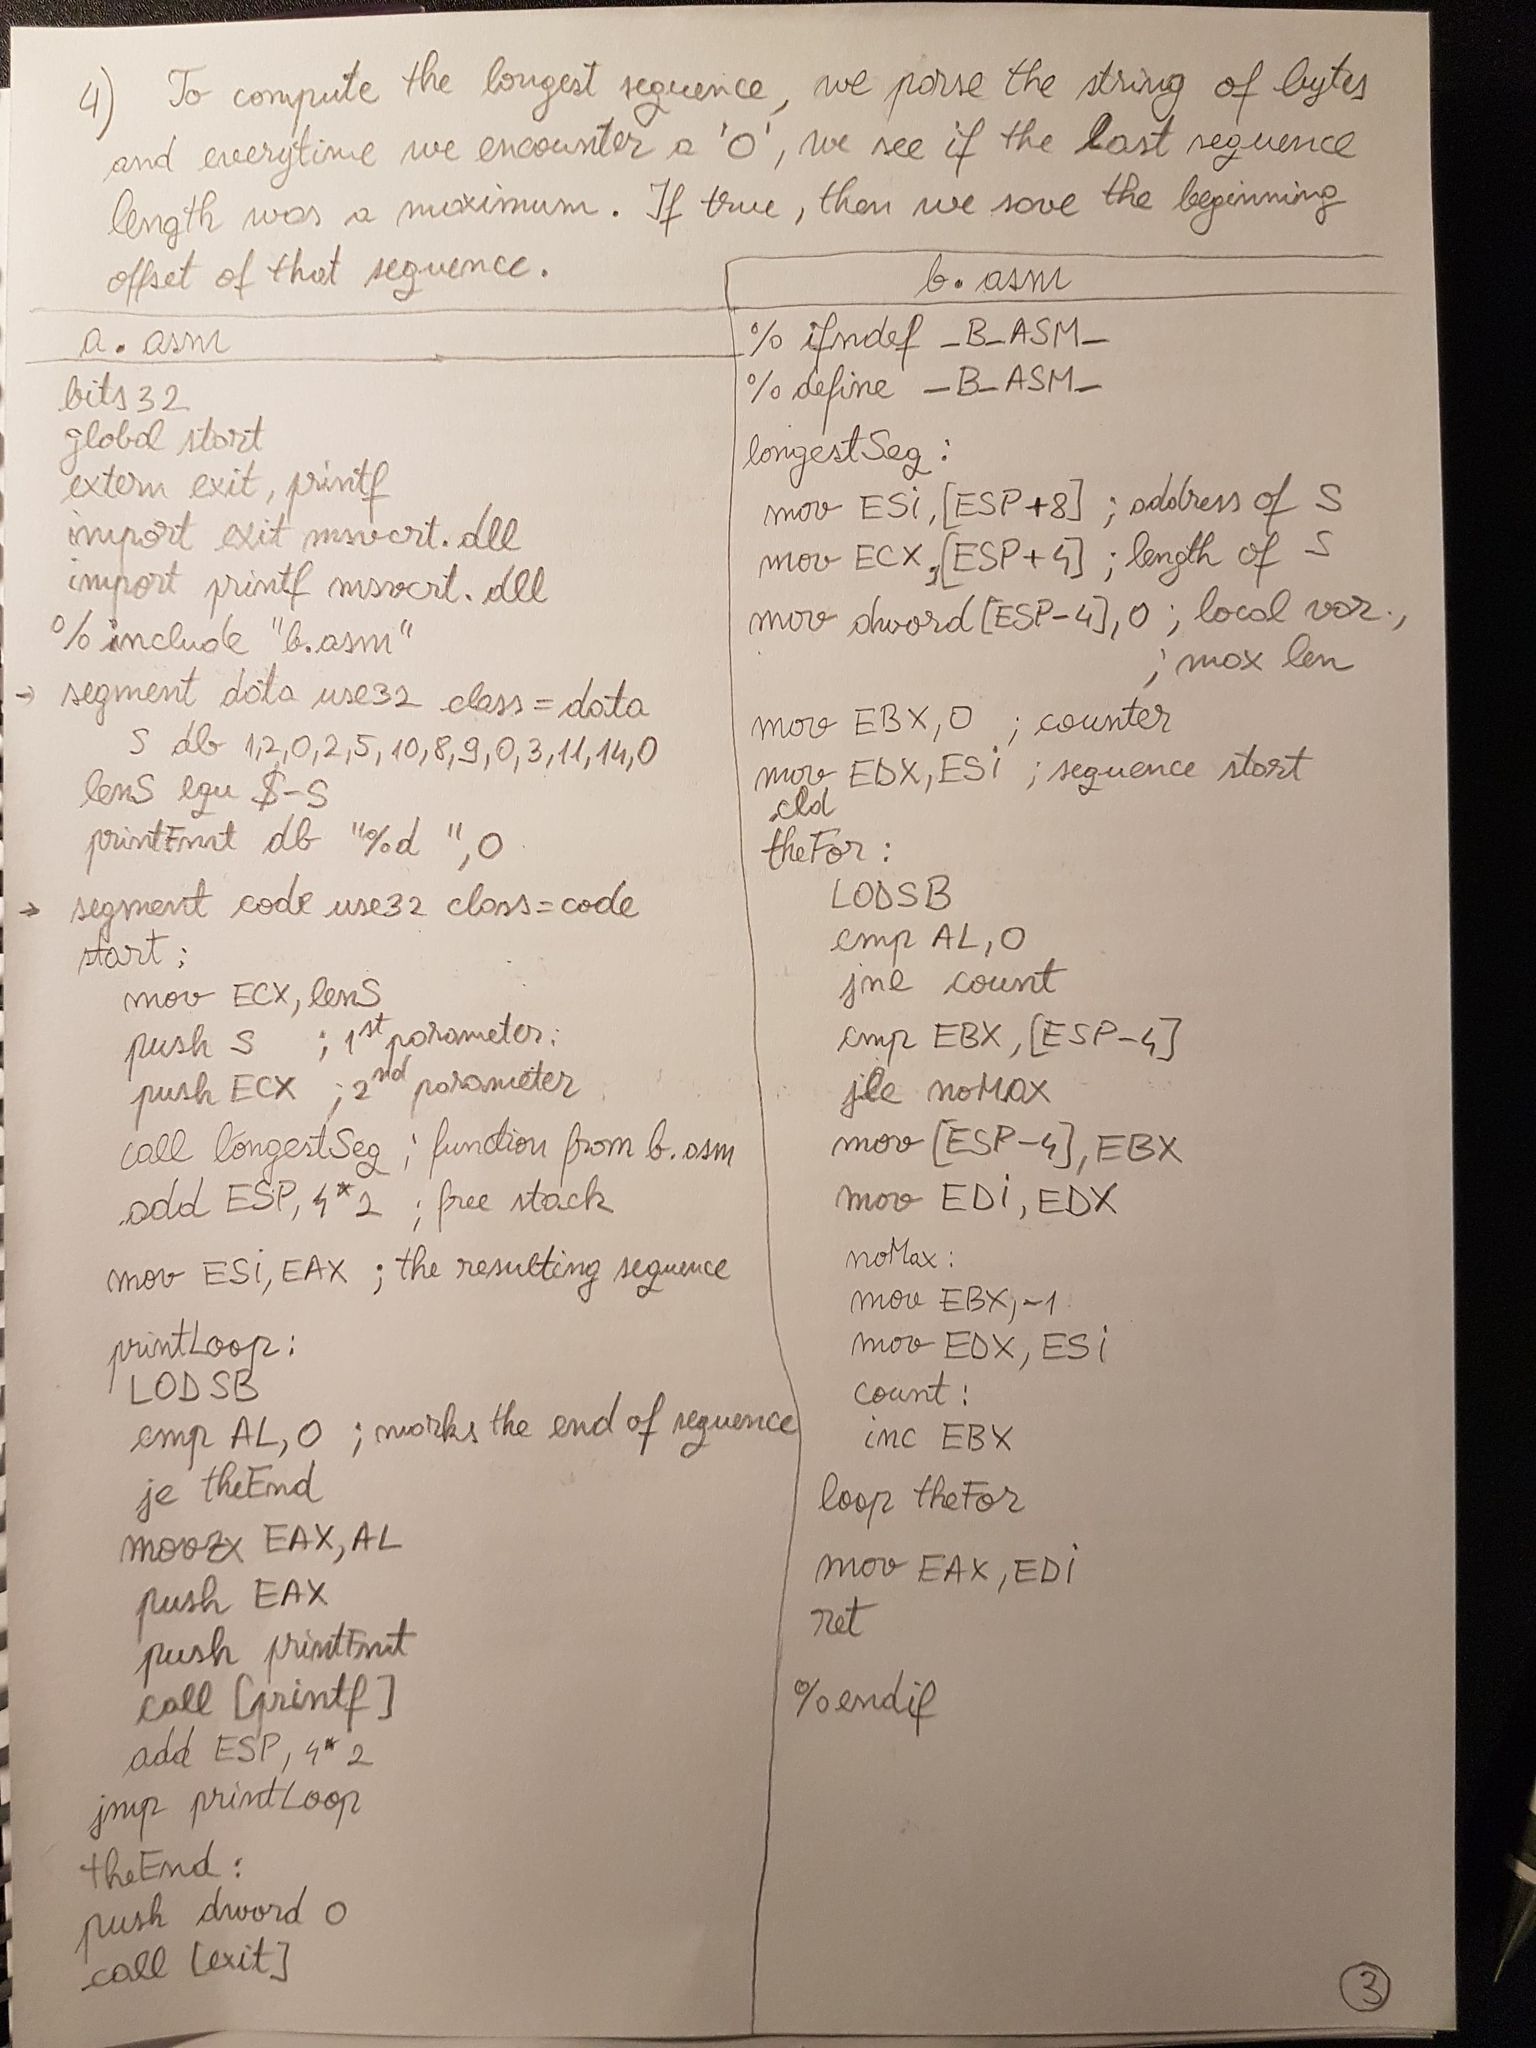 4) To compute the longest sequence, we parse the string of bytes
and everytime we encounter a '0', we see if the last sequence
length was a maximum. If true, then we save the beginning
offset of that sequence.
a. asm
bits 32
global start
extern exit, printf
import exit msvcrt.dll
import printf msvcrt.dll
%include "b.asm"
→ segment data use32 class=data
S db 1,2,0,2,5,10,8,9,0,3,11,14,0
lenS equ $-S
printFmt db "%d ",0
→ segment code use32 class=code
start:
mov ECX, lenS
push S ; 1st parameter:
push ECX ; 2nd parameter
call longestSeq ; function from b.asm
add ESP, 4*2 ; free stack
mov ESi, EAX ; the resulting sequence
printLoop:
LODSB
cmp AL, 0 ; marks the end of sequence
je theEnd
movzx EAX, AL
push EAX
push printFmt
call [printf]
add ESP, 4*2
jmp printLoop
theEnd:
push dword 0
call [exit]
b. asm
% ifndef _B_ASM_
% define _B_ASM_
longestSeq:
mov ESi, [ESP+8] ; address of S
mov ECX, [ESP+4] ; length of S
mov dword [ESP-4], 0 ; local var.,
; max len
mov EBX, 0 ; counter
mov EDX, ESi ; sequence start
cld
theFor:
LODSB
cmp AL, 0
jne count
cmp EBX, [ESP-4]
jle noMAX
mov [ESP-4], EBX
mov EDi, EDX
noMax:
mov EBX, -1
mov EDX, ESi
count:
inc EBX
loop theFor
mov EAX, EDi
ret
%endif
3